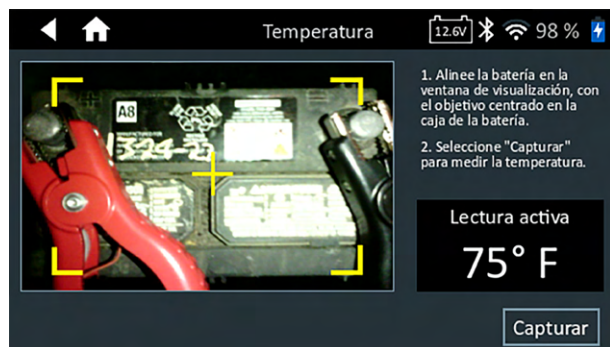 Temperatura
12.6V
98 %
1. Alinee la batería en la
ventana de visualización, con
el objetivo centrado en la
caja de la batería.
2. Seleccione "Capturar"
para medir la temperatura.
A8
Lectura activa
75° F
Capturar